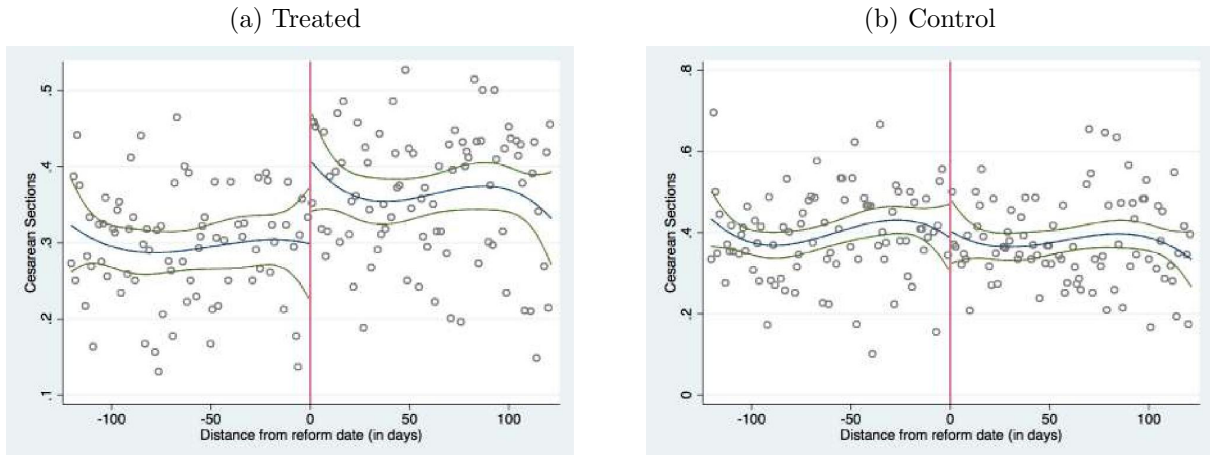 (a) Treated
Cesarean Sections
.5
.4
.3
.2
.1
-100 -50 0 50 100
Distance from reform date (in days)
(b) Control
Cesarean Sections
.8
.6
.4
.2
0
-100 -50 0 50 100
Distance from reform date (in days)